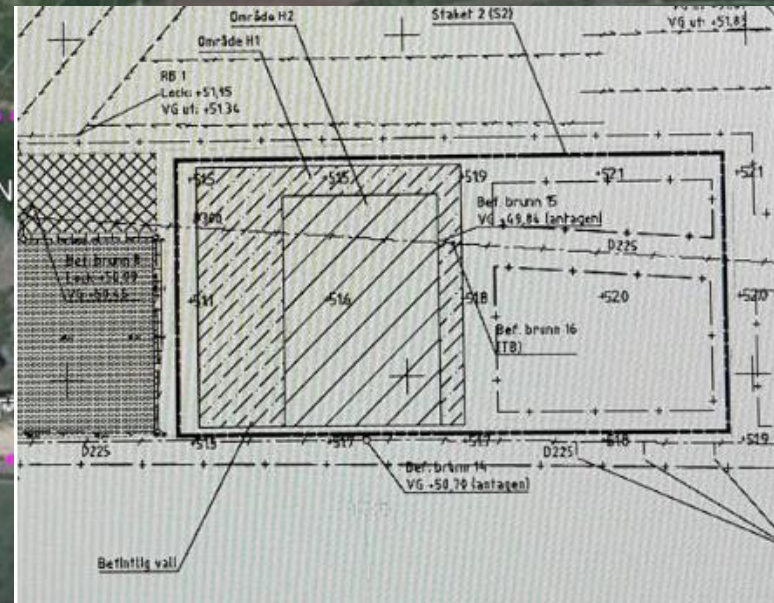 Område H2
Staket 2 (S2)
VG ut: +51,85
Område H1
RB 1
Lock: +51,95
VG ut: +51.34
N
+515
+515
+519
+521
+521
Bef. brunn 15
VG +49,84 (antagen)
D300
D225
Bef. brunn 8
Lock: +50,99
+511
+516
+518
+520
+520
Bef. brunn 16
(TB)
+513
+517
+517
+518
+519
D225
D225
Bef. brunn 14
VG +50,70 (antagen)
Befintlig vall